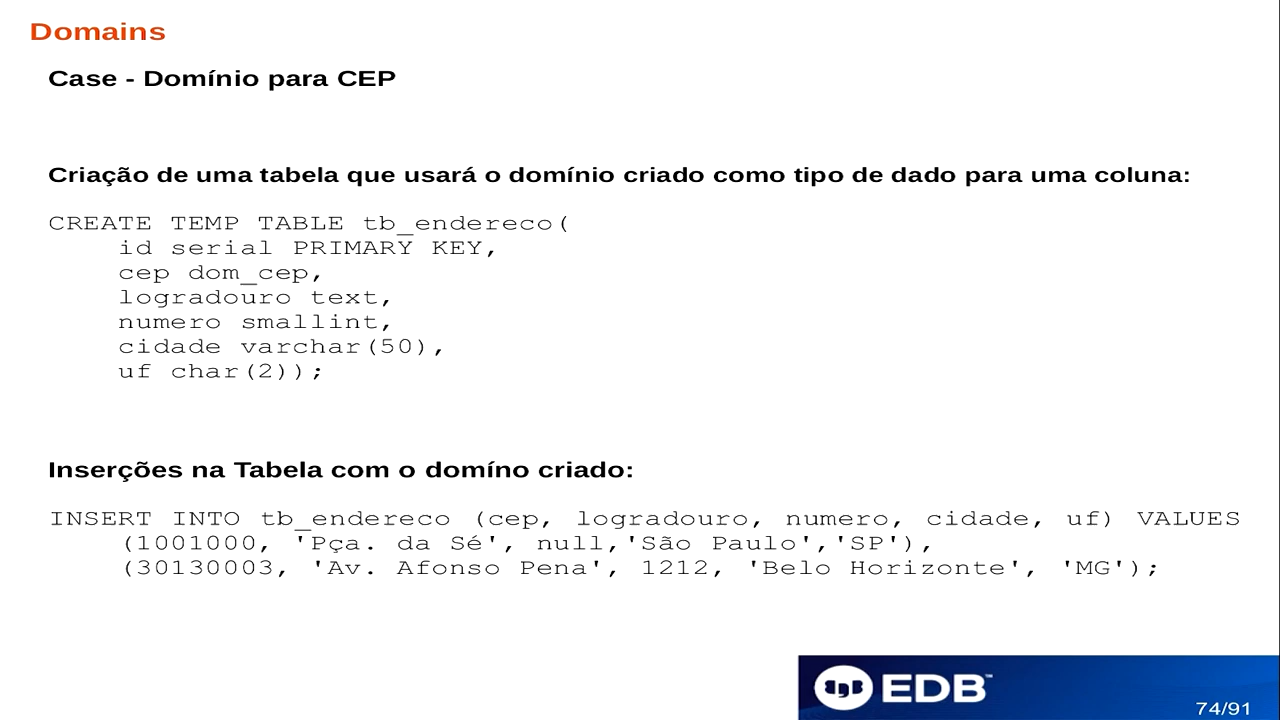 Domains
Case - Domínio para CEP
Criação de uma tabela que usará o domínio criado como tipo de dado para uma coluna:
CREATE TEMP TABLE tb_endereco(
    id serial PRIMARY KEY,
    cep dom_cep,
    logradouro text,
    numero smallint,
    cidade varchar(50),
    uf char(2));
Inserções na Tabela com o domíno criado:
INSERT INTO tb_endereco (cep, logradouro, numero, cidade, uf) VALUES
    (1001000, 'Pça. da Sé', null,'São Paulo','SP'),
    (30130003, 'Av. Afonso Pena', 1212, 'Belo Horizonte', 'MG');
EDB™
74/91